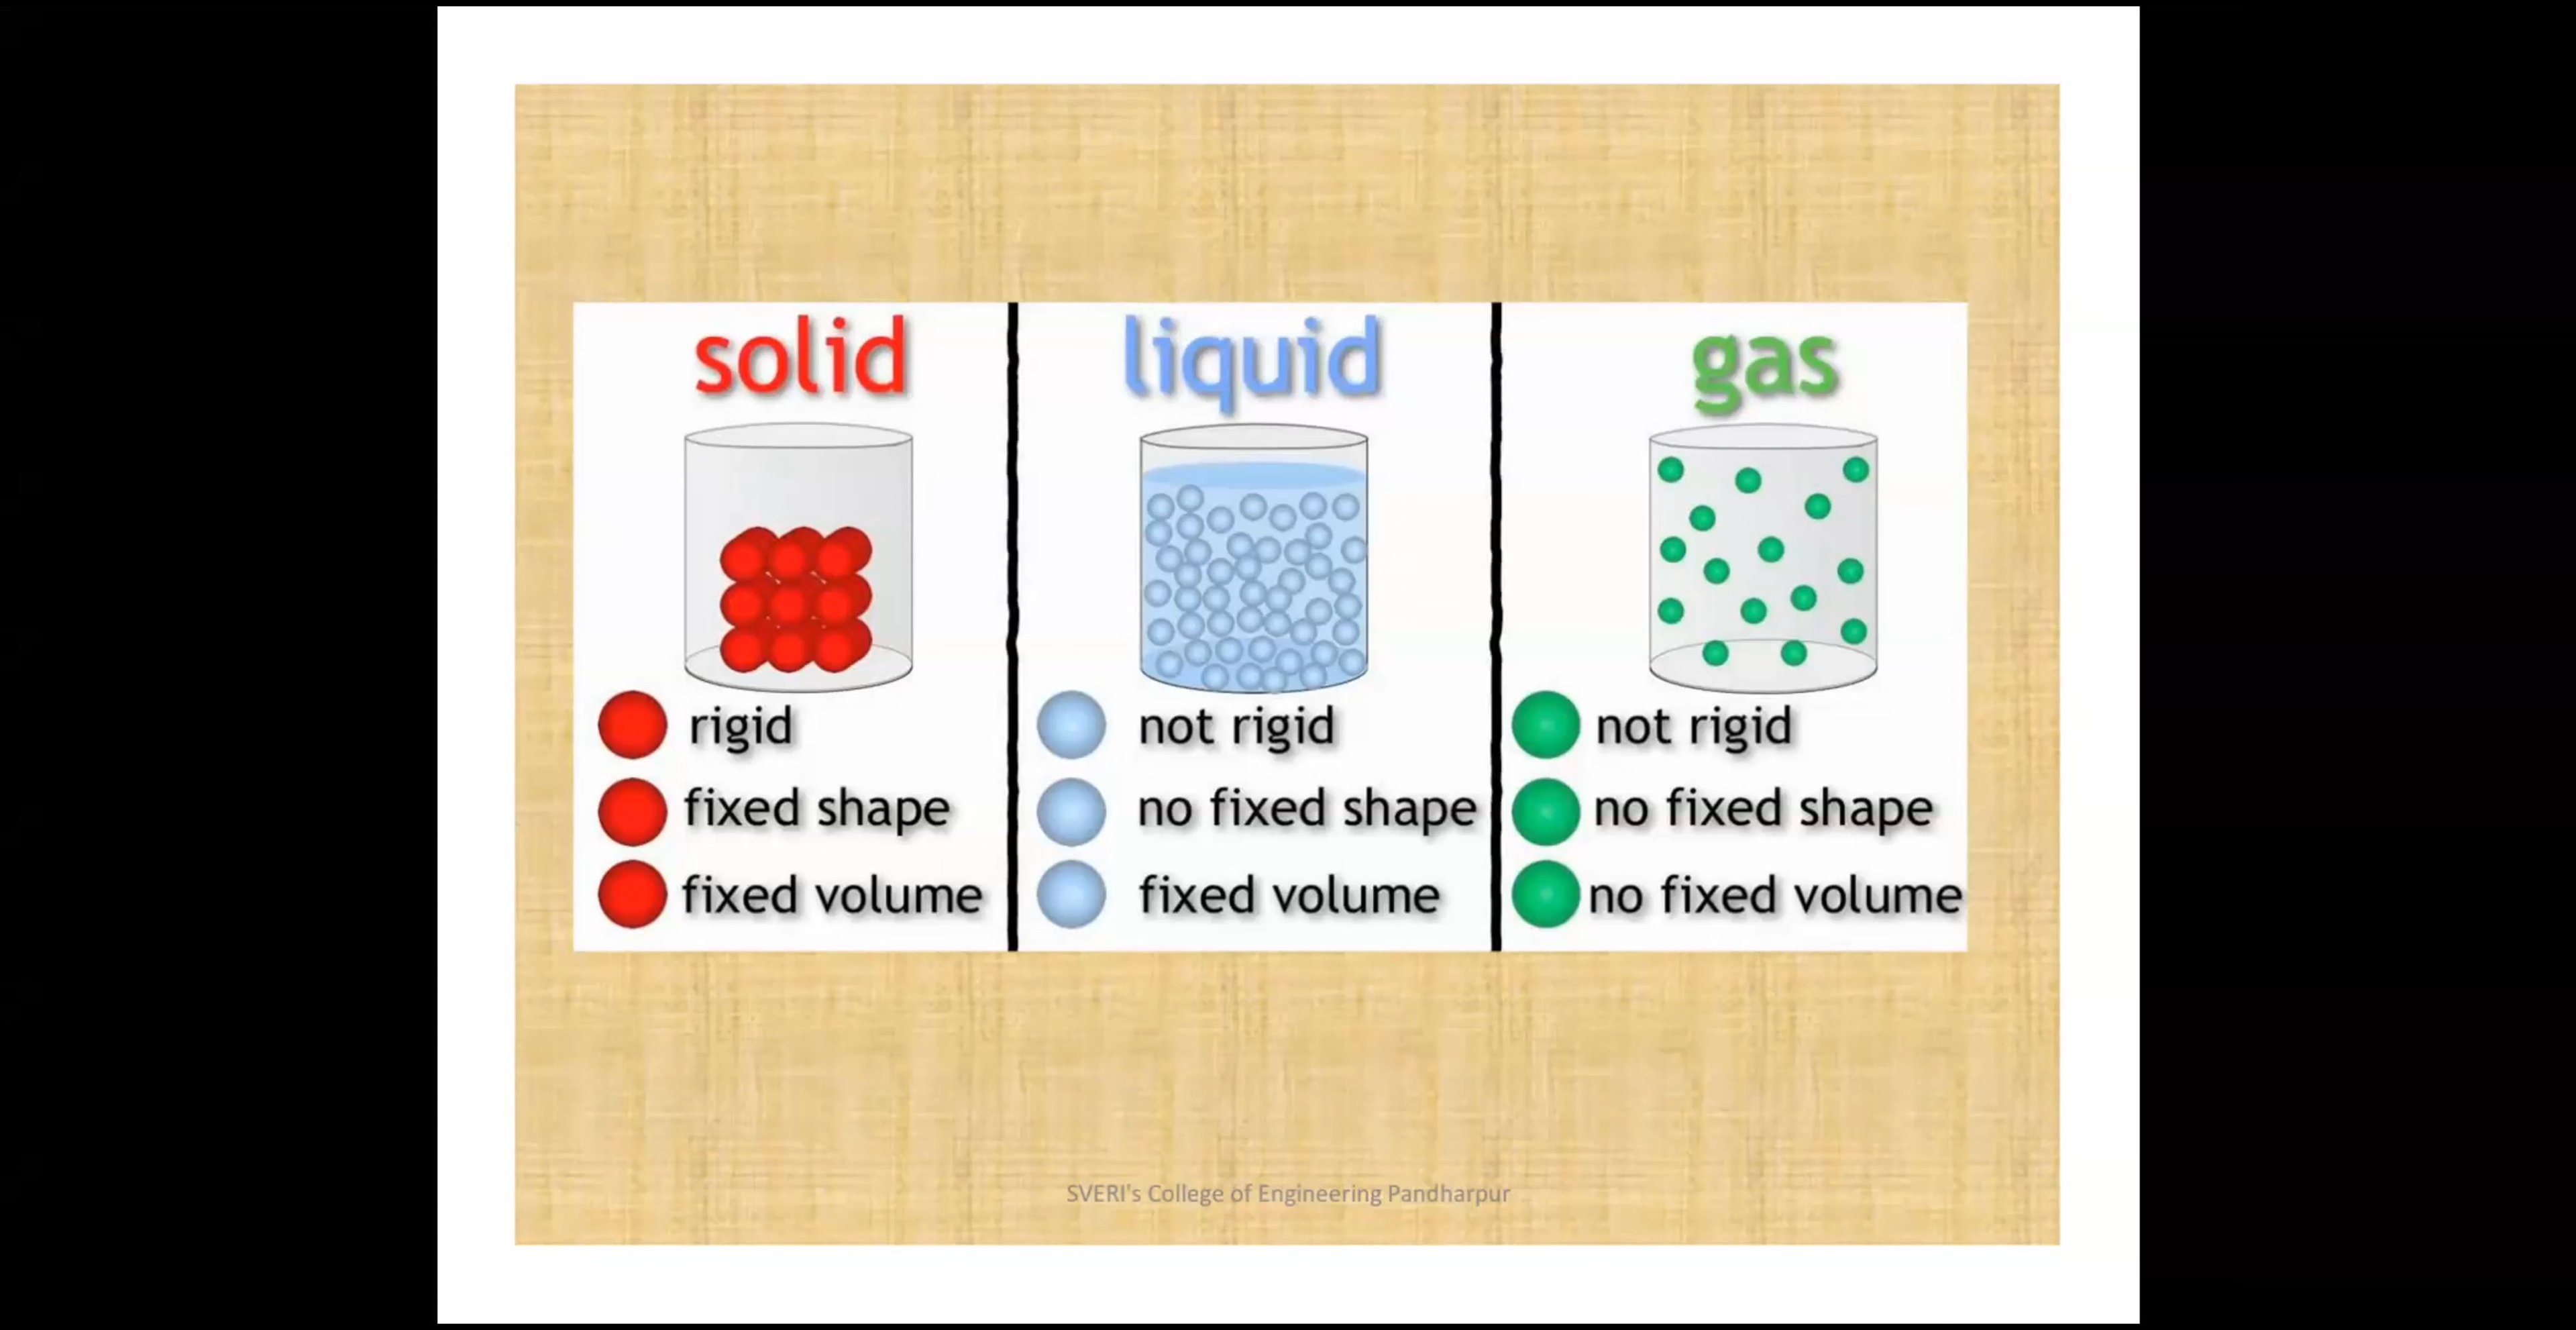 solid
rigid
fixed shape
fixed volume
liquid
not rigid
no fixed shape
fixed volume
gas
not rigid
no fixed shape
no fixed volume
SVERI's College of Engineering Pandharpur